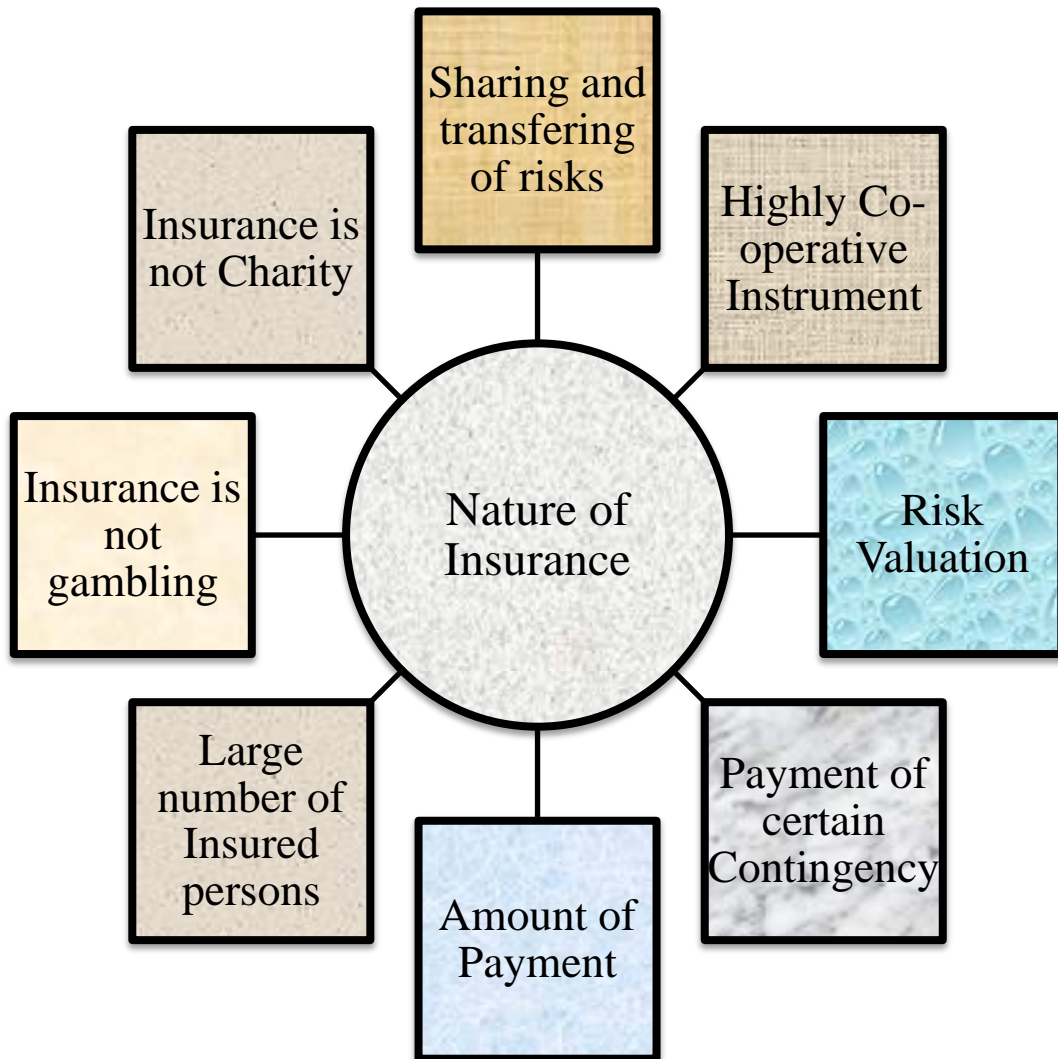 Sharing and
transfering
of risks
Highly Co-
operative
Instrument
Risk
Valuation
Payment of
certain
Contingency
Amount of
Payment
Large
number of
Insured
persons
Insurance is
not
gambling
Insurance is
not Charity
Nature of
Insurance